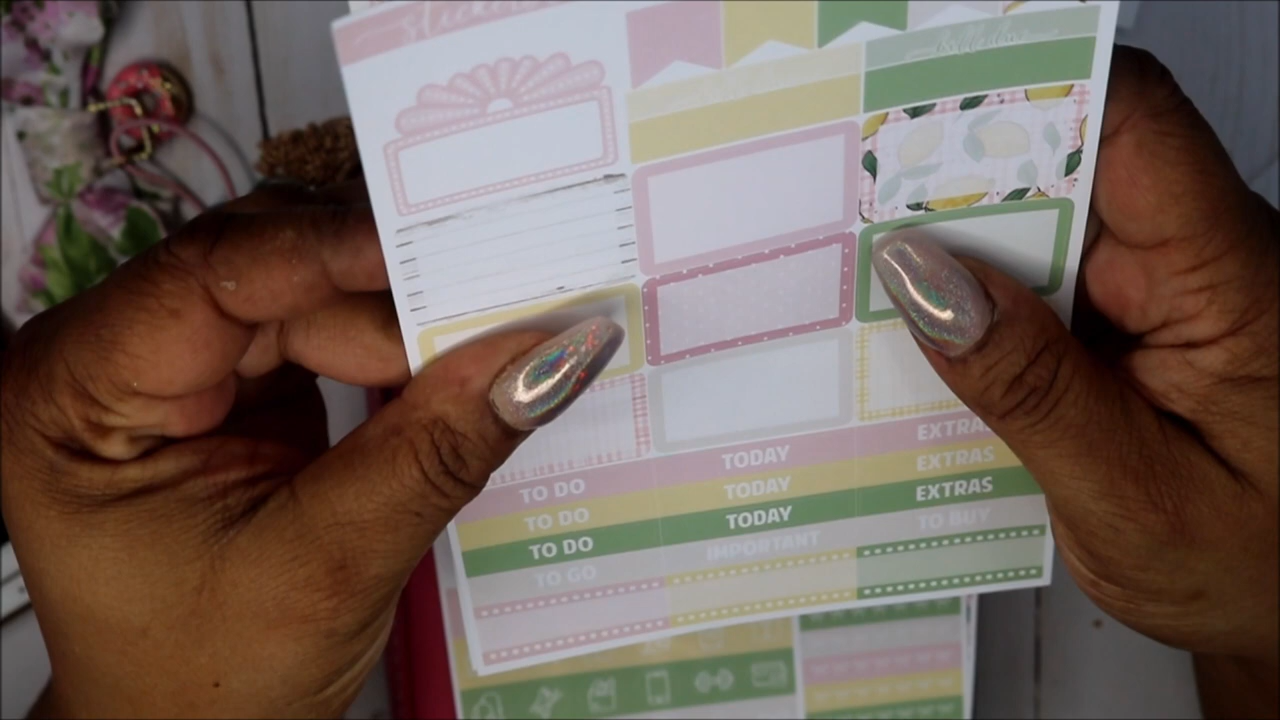 TODAY
EXTRAS
TO DO
TODAY
EXTRAS
TO DO
TODAY
EXTRAS
TO DO
IMPORTANT
TO BUY
TO GO